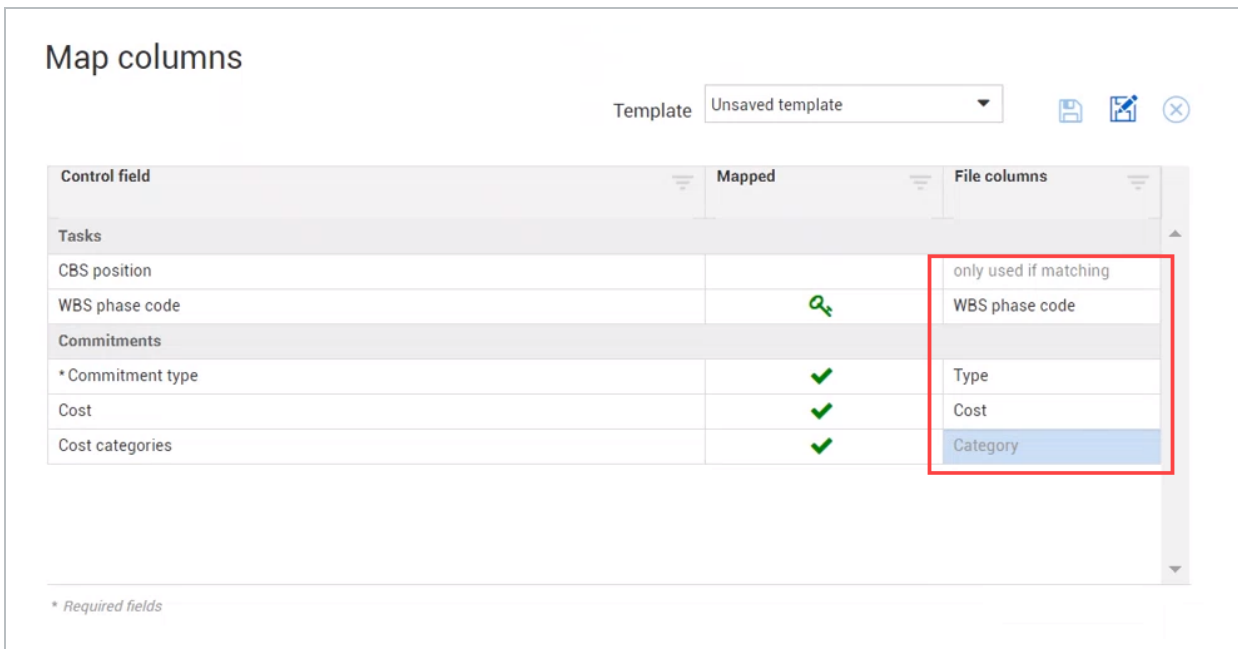 Map columns
Template Unsaved template
Control field Mapped File columns
Tasks
CBS position only used if matching
WBS phase code WBS phase code
Commitments
* Commitment type Type
Cost Cost
Cost categories Category
* Required fields